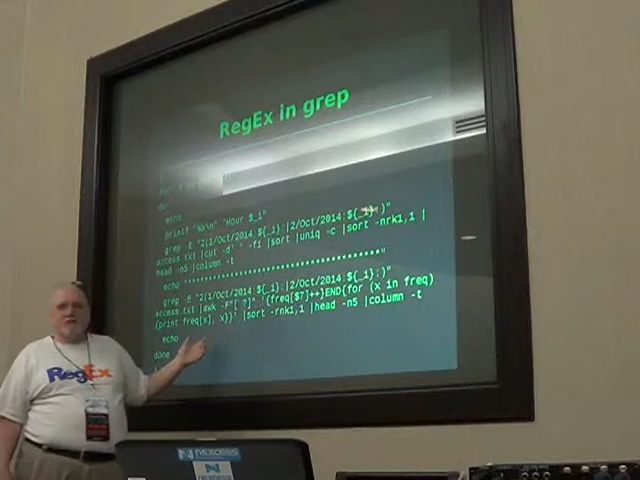 RegEx in grep
do
echo
printf "%s\n" "Hour $_i"
grep -E "2(1/Oct/2014:${_i}:|2/Oct/2014:${_i}:)"
access txt |cut -d' ' -f1 |sort |uniq -c |sort -nrk1,1 |
head -n5 |column -t
echo
grep -E "2(1/Oct/2014:${_i}:|2/Oct/2014:${_i}:)"
access txt |awk -F"[ ?]" '{freq[$7]++}END{for (x in freq)
{print freq[x], x}}' |sort -rnk1,1 |head -n5 |column -t
echo
done
RegEx
NEXCESS